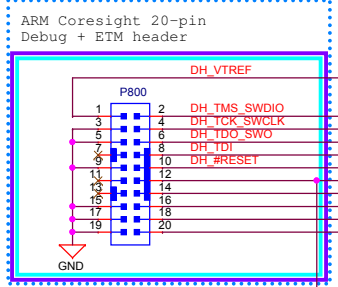 ARM Coresight 20-pin
Debug + ETM header
DH_VTREF
P800
1 2 DH_TMS_SWDIO
3 4 DH_TCK_SWCLK
5 6 DH_TDO_SWO
7 8 DH_TDI
9 10 DH_#RESET
11 12
13 14
15 16
17 18
19 20
GND